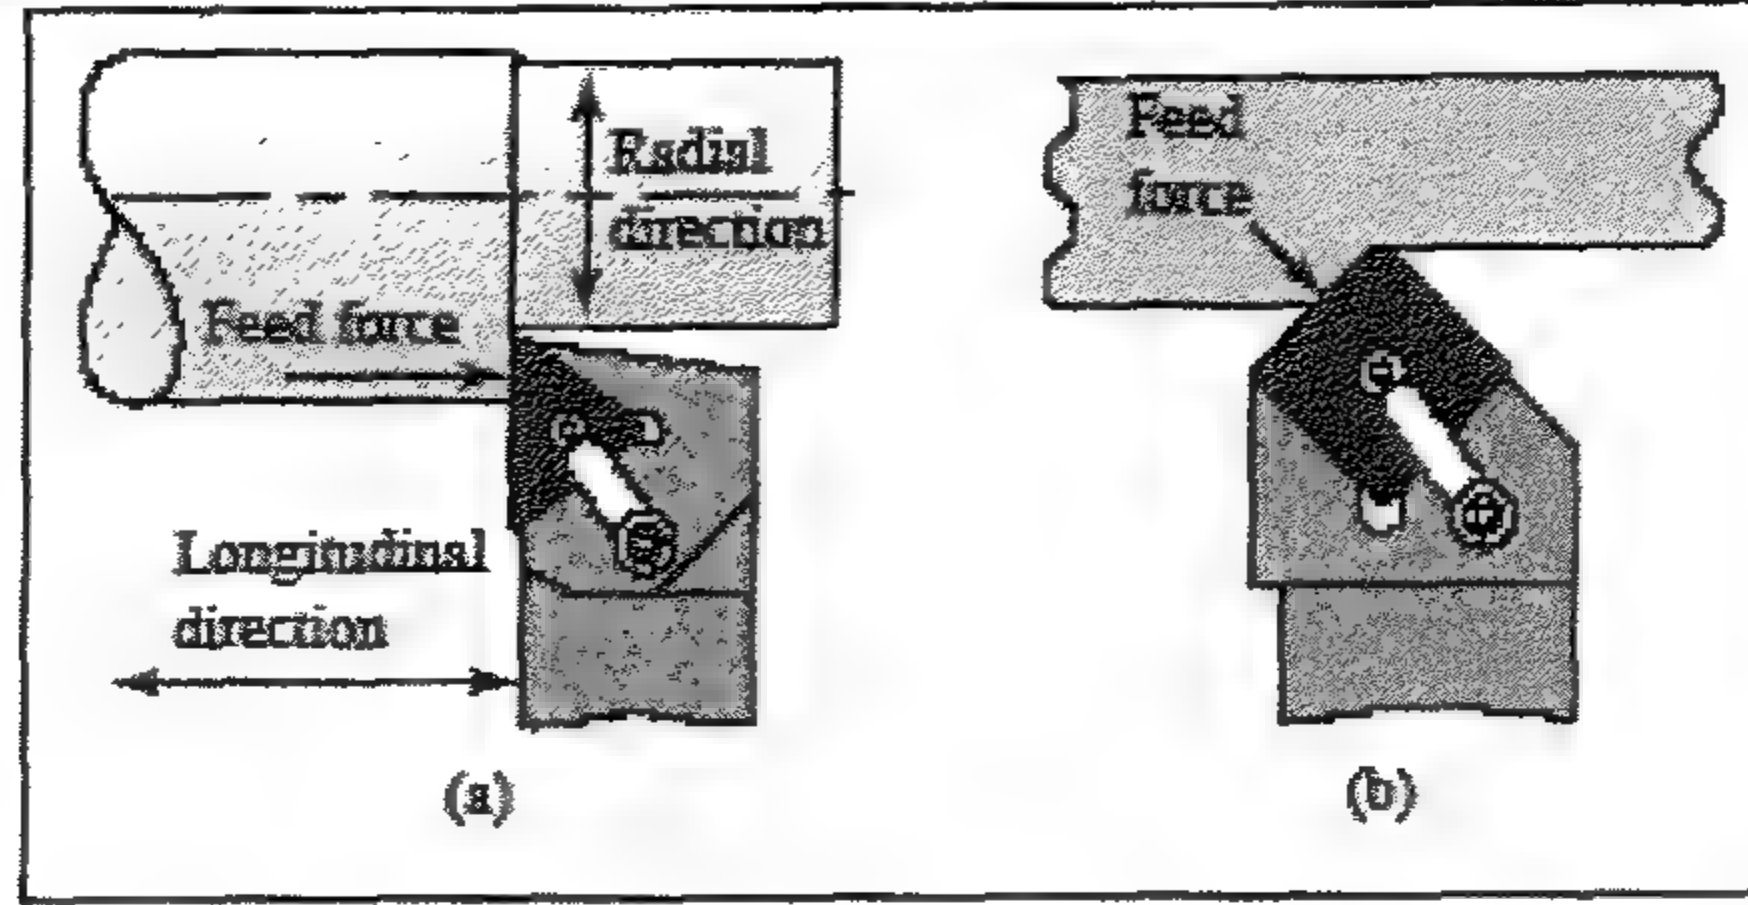 Radial
direction
Feed force
Longitudinal
direction
(a)
Feed
force
(b)